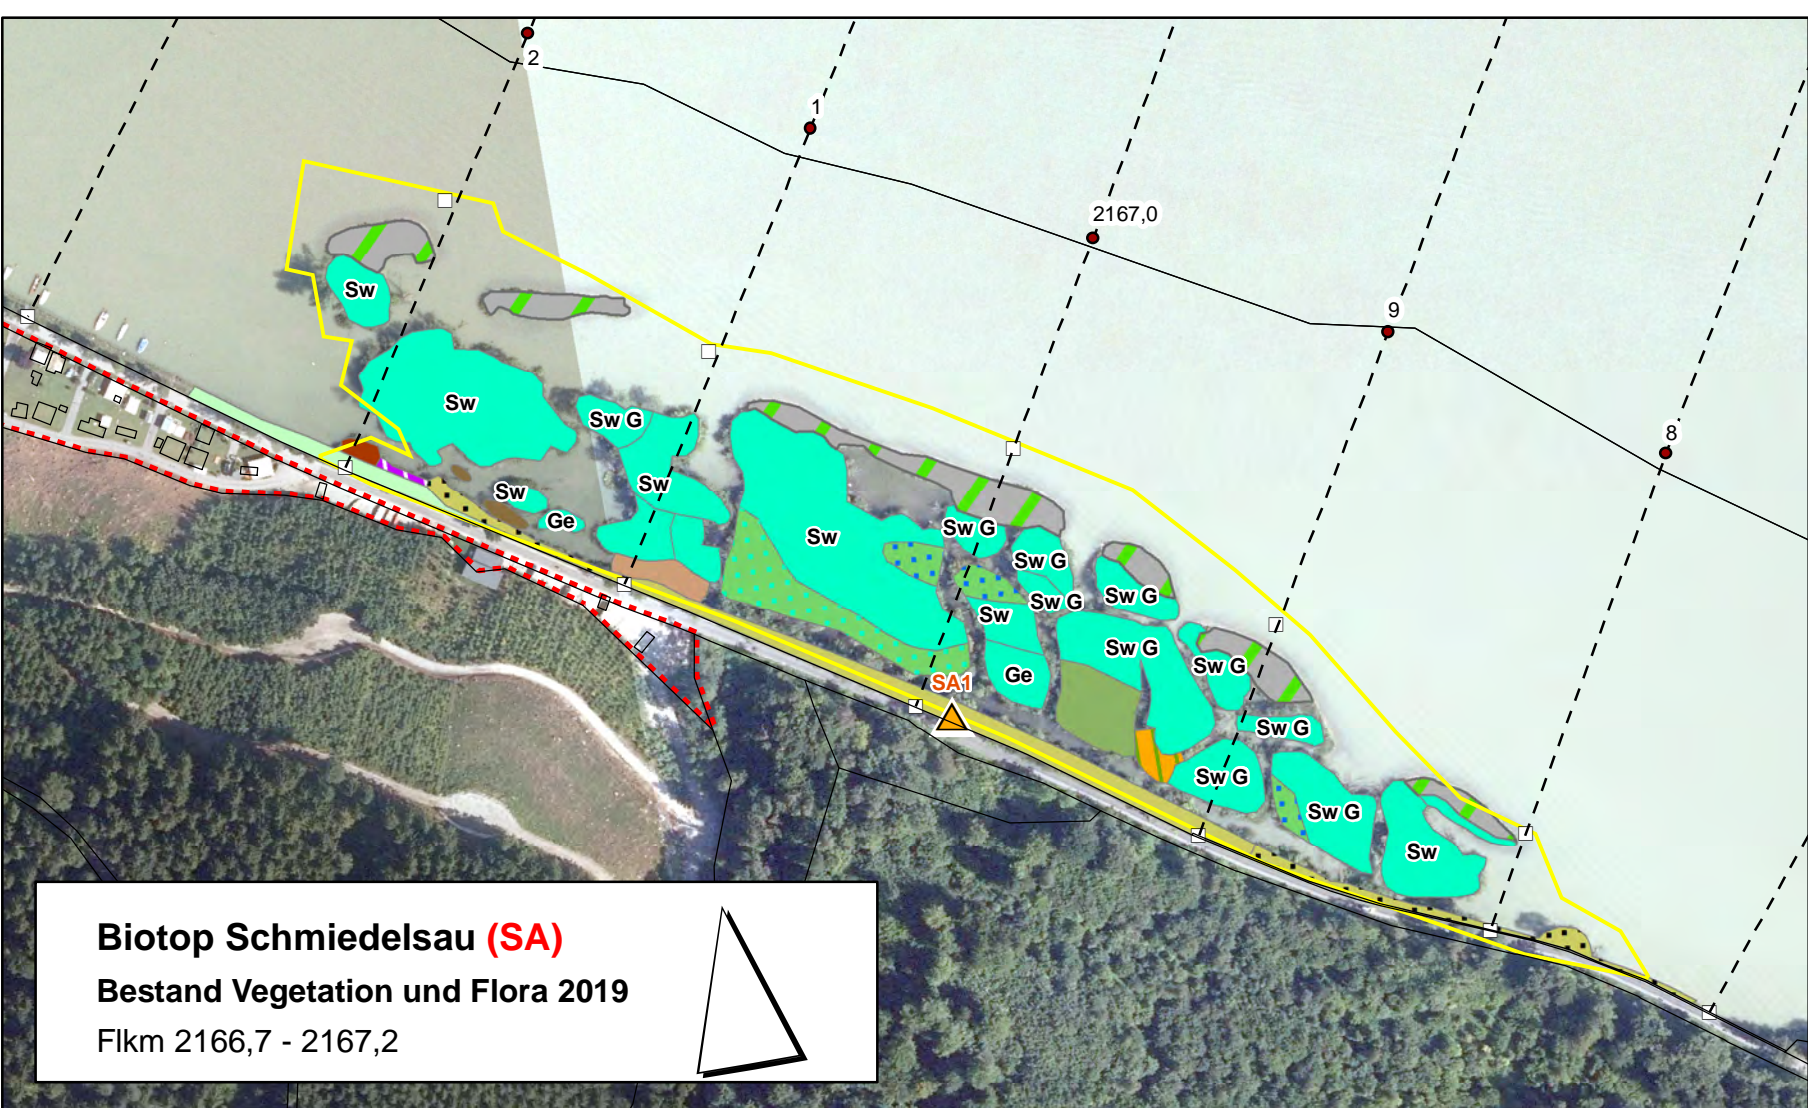 2
1
2167,0
9
8
Sw
Sw
Sw G
Sw
Sw
Ge
Sw
Sw G
Sw G
Sw G
Sw G
Sw
Sw G
Sw G
Ge
SA1
Sw G
Sw G
Sw G
Sw
Biotop Schmiedelsau (SA)
Bestand Vegetation und Flora 2019
Flkm 2166,7 - 2167,2